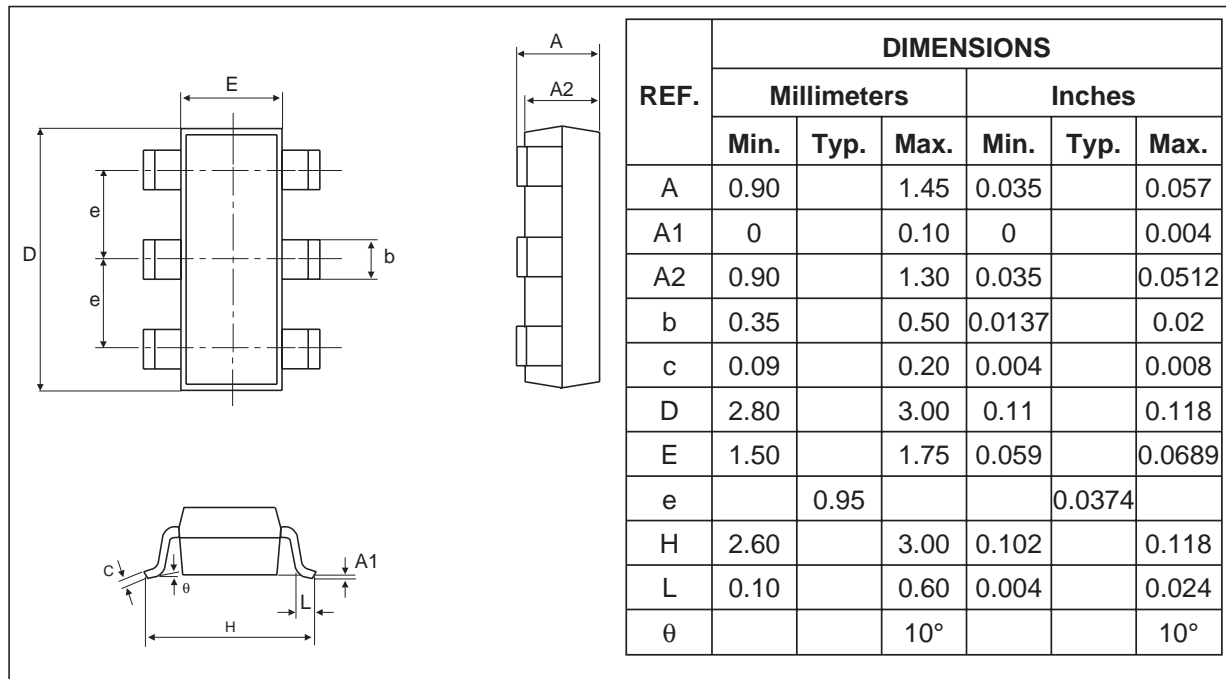 E
D
e
e
b
A
A2
C
θ
A1
L
H
REF. DIMENSIONS
Millimeters Inches
Min. Typ. Max. Min. Typ. Max.
A 0.90 1.45 0.035 0.057
A1 0 0.10 0 0.004
A2 0.90 1.30 0.035 0.0512
b 0.35 0.50 0.0137 0.02
c 0.09 0.20 0.004 0.008
D 2.80 3.00 0.11 0.118
E 1.50 1.75 0.059 0.0689
e 0.95 0.0374
H 2.60 3.00 0.102 0.118
L 0.10 0.60 0.004 0.024
θ 10° 10°